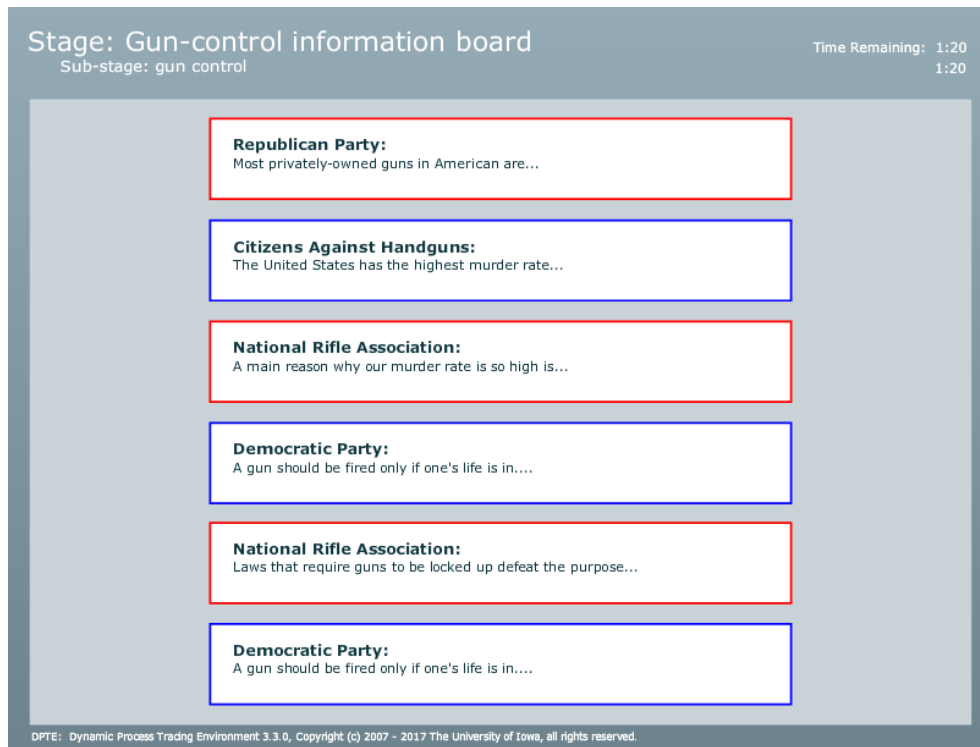 Stage: Gun-control information board
Time Remaining: 1:20
Sub-stage: gun control
1:20
Republican Party:
Most privately-owned guns in American are...
Citizens Against Handguns:
The United States has the highest murder rate...
National Rifle Association:
A main reason why our murder rate is so high is...
Democratic Party:
A gun should be fired only if one's life is in....
National Rifle Association:
Laws that require guns to be locked up defeat the purpose...
Democratic Party:
A gun should be fired only if one's life is in....
DPTE: Dynamic Process Tracing Environment 3.3.0, Copyright (c) 2007 - 2017 The University of Iowa, all rights reserved.